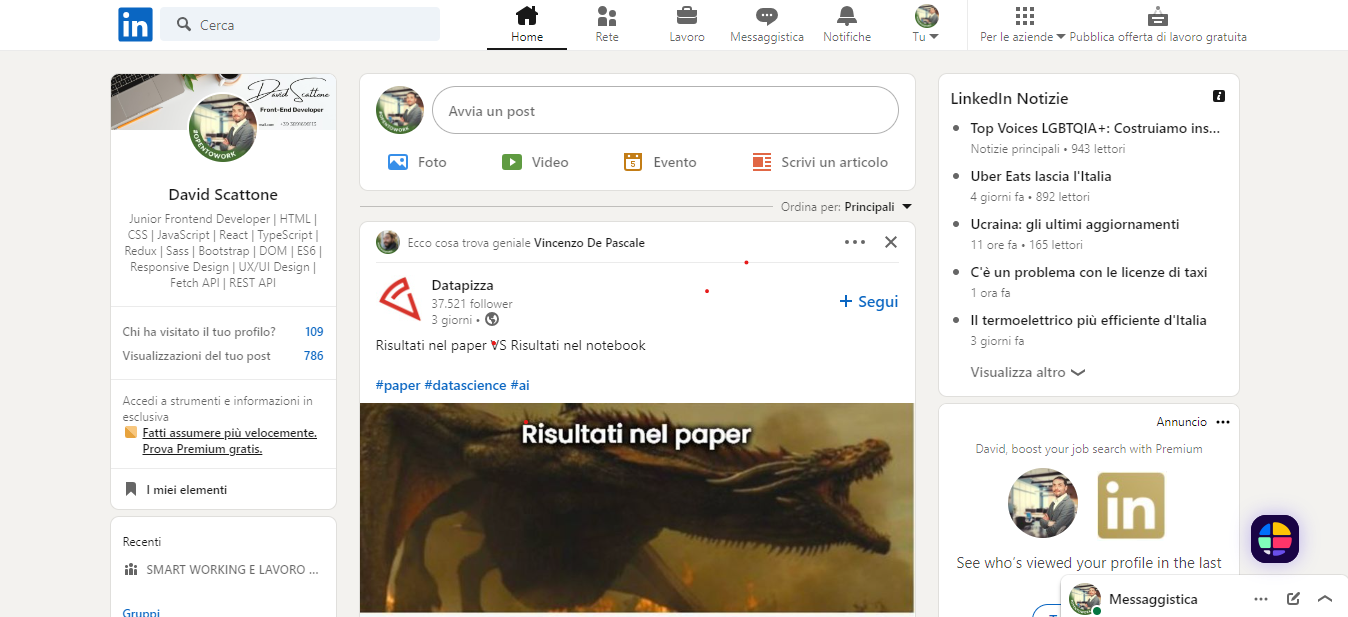 in
Cerca
Home
Rete
Lavoro
Messaggistica
Notifiche
Tu
Per le aziende
Pubblica offerta di lavoro gratuita
David Scattone
Front-End Developer
#OPENTOWORK
David Scattone
Junior Frontend Developer | HTML |
CSS | JavaScript | React | TypeScript |
Redux | Sass | Bootstrap | DOM | ES6 |
Responsive Design | UX/UI Design |
Fetch API | REST API
Chi ha visitato il tuo profilo? 109
Visualizzazioni del tuo post 786
Accedi a strumenti e informazioni in
esclusiva
Fatti assumere più velocemente.
Prova Premium gratis.
I miei elementi
Recenti
SMART WORKING E LAVORO ...
Gruppi
Avvia un post
Foto
Video
5
Evento
Scrivi un articolo
Ordina per: Principali
Ecco cosa trova geniale Vincenzo De Pascale
Datapizza
37.521 follower
3 giorni •
+ Segui
Risultati nel paper VS Risultati nel notebook
#paper #datascience #ai
Risultati nel paper
LinkedIn Notizie
Top Voices LGBTQIA+: Costruiamo ins...
Notizie principali • 943 lettori
Uber Eats lascia l'Italia
4 giorni fa • 892 lettori
Ucraina: gli ultimi aggiornamenti
11 ore fa • 165 lettori
C'è un problema con le licenze di taxi
1 ora fa
Il termoelettrico più efficiente d'Italia
3 giorni fa
Visualizza altro
Annuncio
David, boost your job search with Premium
in
See who's viewed your profile in the last
Messaggistica